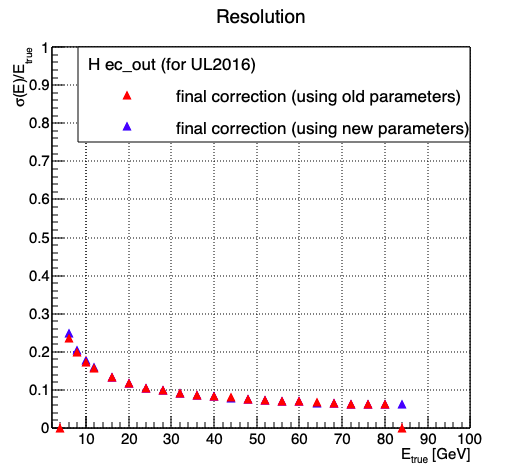 Resolution
σ(E)/E_true
1
0.9
0.8
0.7
0.6
0.5
0.4
0.3
0.2
0.1
0
H ec_out (for UL2016)
final correction (using old parameters)
final correction (using new parameters)
10 20 30 40 50 60 70 80 90 100
E_true [GeV]